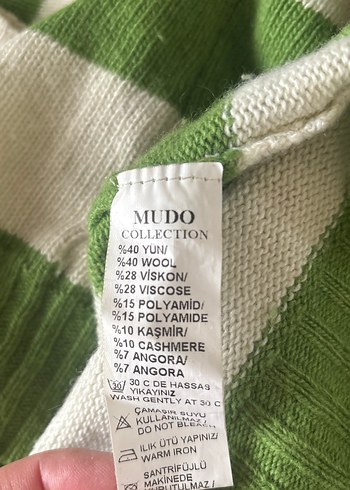 MUDO
COLLECTION
%40 YÜN/
%40 WOOL
%28 VİSKON/
%28 VISCOSE
%15 POLYAMİD/
%15 POLYAMIDE
%10 KAŞMİR/
%10 CASHMERE
%7 ANGORA/
%7 ANGORA
30 30 C DE HASSAS
YIKAYINIZ
WASH GENTLY AT 30 C
ÇAMAŞIR SUYU
KULLANILMAZ/
DO NOT BLEACH
ILIK ÜTÜ YAPINIZ/
WARM IRON
SANTRİFÜJLÜ
MAKİNEDE
KURUTULMAZ /